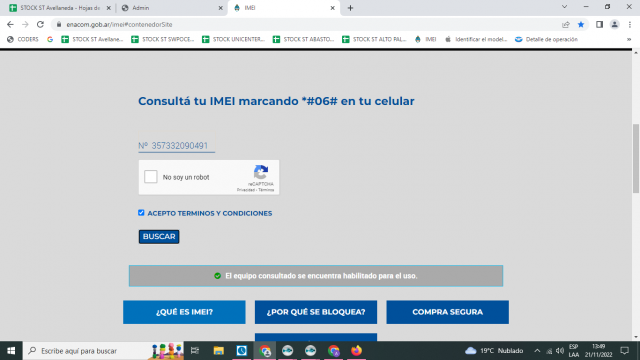 STOCK ST Avellaneda - Hojas de
Admin
IMEI
enacom.gob.ar/imei#contenedorSite
CODERS
STOCK ST Avellane...
STOCK ST SWPOCE...
STOCK UNICENTER...
STOCK ST ABASTO...
STOCK ST ALTO PAL...
IMEI
Identificar el model...
Detalle de operación
Consultá tu IMEI marcando *#06# en tu celular
Nº 357332090491
No soy un robot
reCAPTCHA
Privacidad - Términos
ACEPTO TERMINOS Y CONDICIONES
BUSCAR
El equipo consultado se encuentra habilitado para el uso.
¿QUÉ ES IMEI?
¿POR QUÉ SE BLOQUEA?
COMPRA SEGURA
Escribe aquí para buscar
19°C Nublado
ESP
LAA
13:49
21/11/2022